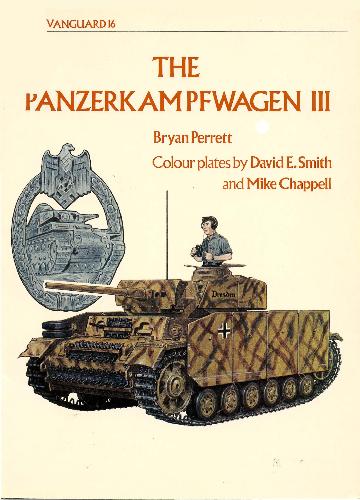 VANGUARD 16
THE
PANZERKAMPFWAGEN III
Bryan Perrett
Colour plates by David E. Smith
and Mike Chappell
Dresden